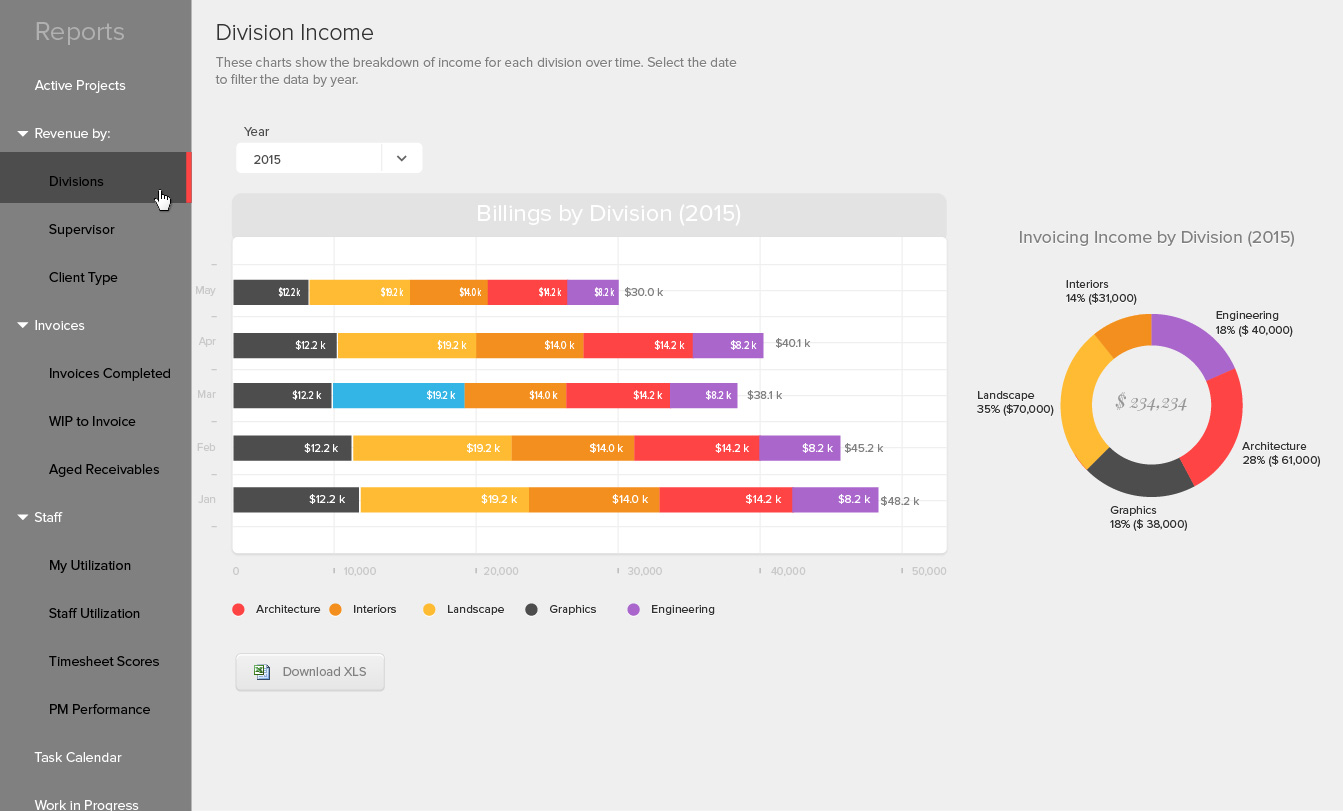 Reports
Active Projects
Revenue by:
Divisions
Supervisor
Client Type
Invoices
Invoices Completed
WIP to Invoice
Aged Receivables
Staff
My Utilization
Staff Utilization
Timesheet Scores
PM Performance
Task Calendar
Work in Progress
Division Income
These charts show the breakdown of income for each division over time. Select the date
to filter the data by year.
Year
2015
Billings by Division (2015)
May $12.2 k $19.2 k $14.0 k $14.2 k $8.2 k $30.0 k
Apr $12.2 k $19.2 k $14.0 k $14.2 k $8.2 k $40.1 k
Mar $12.2 k $19.2 k $14.0 k $14.2 k $8.2 k $38.1 k
Feb $12.2 k $19.2 k $14.0 k $14.2 k $8.2 k $45.2 k
Jan $12.2 k $19.2 k $14.0 k $14.2 k $8.2 k $48.2 k
0 10,000 20,000 30,000 40,000 50,000
Architecture Interiors Landscape Graphics Engineering
Download XLS
Invoicing Income by Division (2015)
Interiors
14% ($31,000)
Engineering
18% ($ 40,000)
Landscape
35% ($70,000)
$ 234,234
Architecture
28% ($ 61,000)
Graphics
18% ($ 38,000)